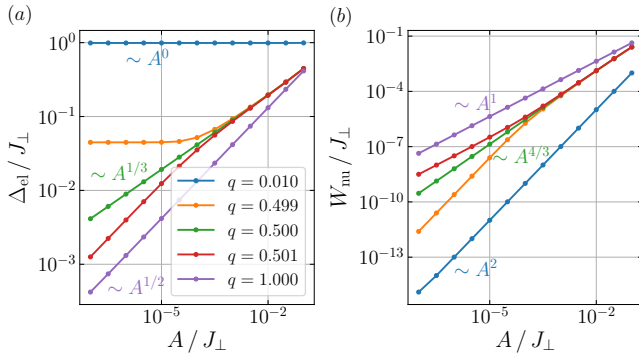 (a)
Δ_el / J_⊥
10^0
10^−1
10^−2
10^−3
∼ A^0
∼ A^{1/3}
∼ A^{1/2}
q = 0.010
q = 0.499
q = 0.500
q = 0.501
q = 1.000
10^−5
10^−2
A / J_⊥
(b)
W_nu / J_⊥
10^−1
10^−4
10^−7
10^−10
10^−13
∼ A^1
∼ A^{4/3}
∼ A^2
10^−5
10^−2
A / J_⊥